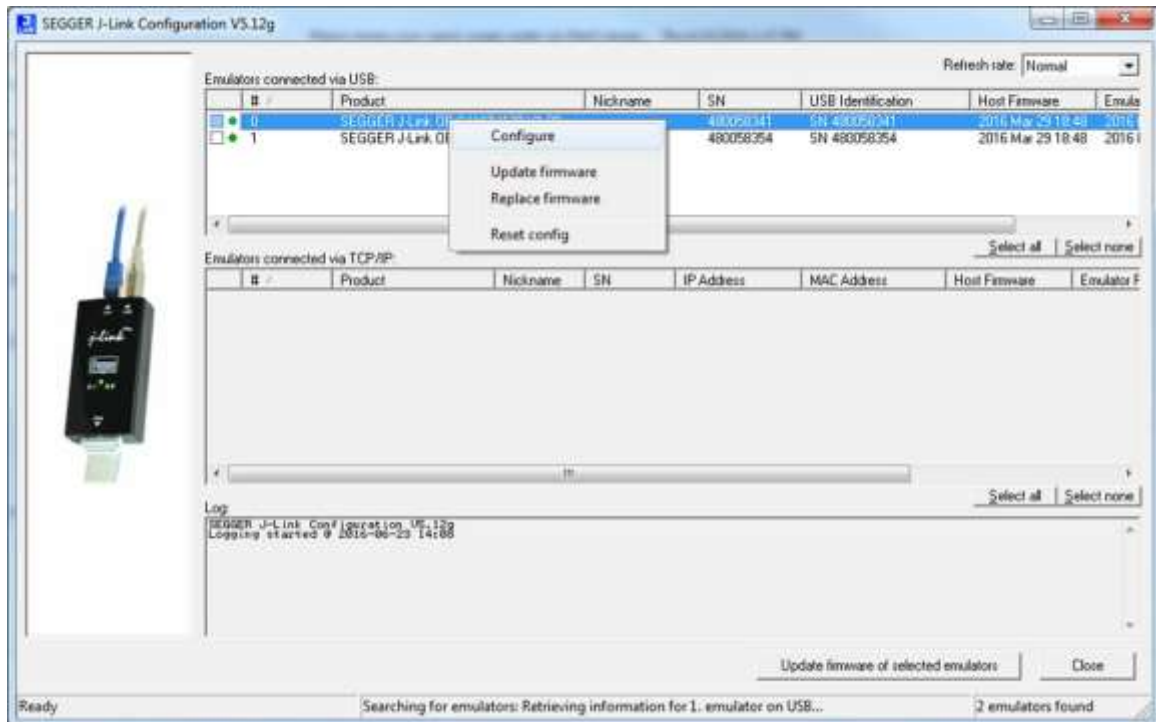 SEGGER J-Link Configuration V5.12g
Refresh rate: Normal
Emulators connected via USB:
# Product Nickname SN USB Identification Host Firmware Emula
0 SEGGER J-Link 480058341 SN 480058341 2016 Mar 29 18:48 2016
1 SEGGER J-Link 480058354 SN 480058354 2016 Mar 29 18:48 2016
Configure
Update firmware
Replace firmware
Reset config
Select all Select none
Emulators connected via TCP/IP:
# Product Nickname SN IP Address MAC Address Host Firmware Emulator F
j-link
Select all Select none
Log:
SEGGER J-Link Configuration V5.12g
Logging started @ 2016-06-23 14:08
Update firmware of selected emulators Close
Ready Searching for emulators: Retrieving information for 1. emulator on USB... 2 emulators found